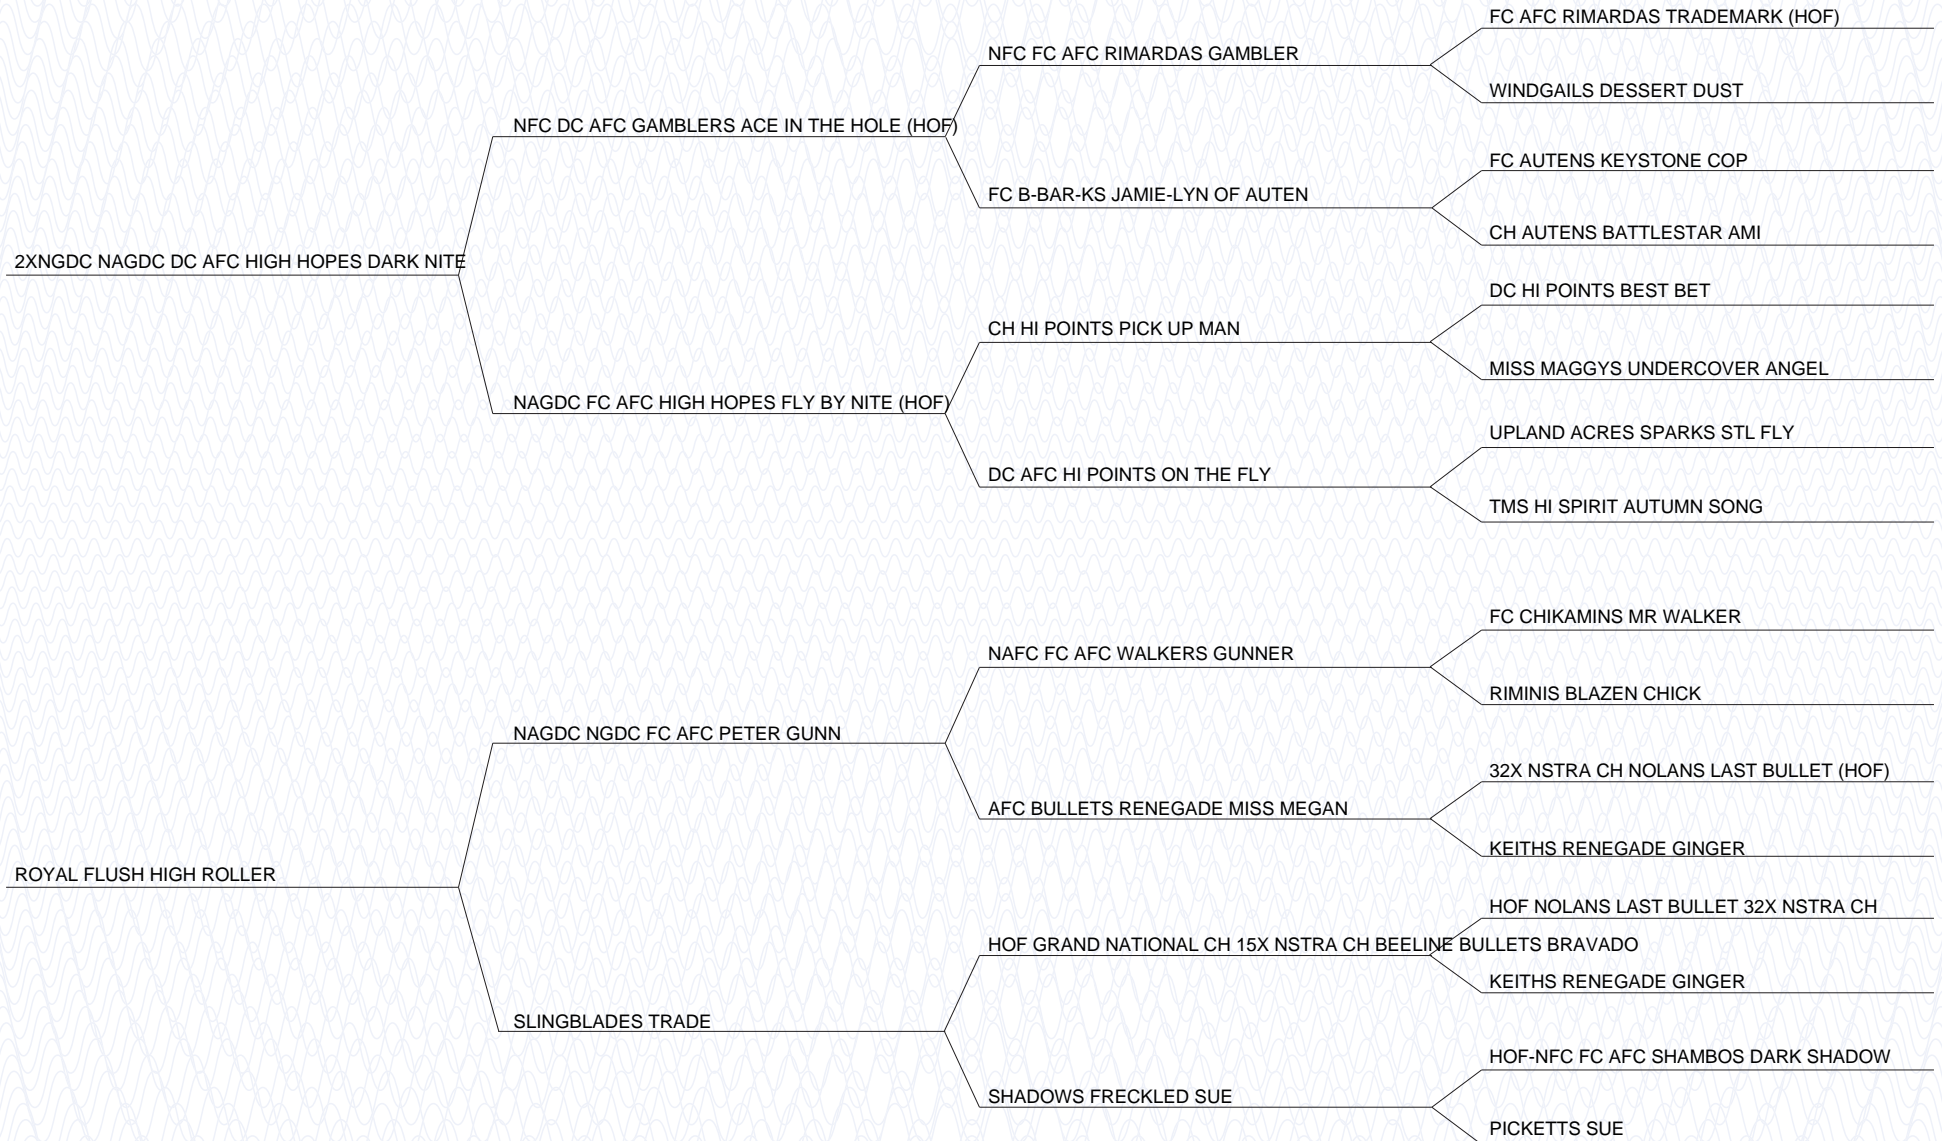 FC AFC RIMARDAS TRADEMARK (HOF)
NFC FC AFC RIMARDAS GAMBLER
WINDGAILS DESSERT DUST
NFC DC AFC GAMBLERS ACE IN THE HOLE (HOF)
FC AUTENS KEYSTONE COP
FC B-BAR-KS JAMIE-LYN OF AUTEN
CH AUTENS BATTLESTAR AMI
2XNGDC NAGDC DC AFC HIGH HOPES DARK NITE
DC HI POINTS BEST BET
CH HI POINTS PICK UP MAN
MISS MAGGYS UNDERCOVER ANGEL
NAGDC FC AFC HIGH HOPES FLY BY NITE (HOF)
UPLAND ACRES SPARKS STL FLY
DC AFC HI POINTS ON THE FLY
TMS HI SPIRIT AUTUMN SONG
FC CHIKAMINS MR WALKER
NAFC FC AFC WALKERS GUNNER
RIMINIS BLAZEN CHICK
NAGDC NGDC FC AFC PETER GUNN
32X NSTRA CH NOLANS LAST BULLET (HOF)
AFC BULLETS RENEGADE MISS MEGAN
KEITHS RENEGADE GINGER
ROYAL FLUSH HIGH ROLLER
HOF NOLANS LAST BULLET 32X NSTRA CH
HOF GRAND NATIONAL CH 15X NSTRA CH BEELINE BULLETS BRAVADO
KEITHS RENEGADE GINGER
SLINGBLADES TRADE
HOF-NFC FC AFC SHAMBOS DARK SHADOW
SHADOWS FRECKLED SUE
PICKETTS SUE